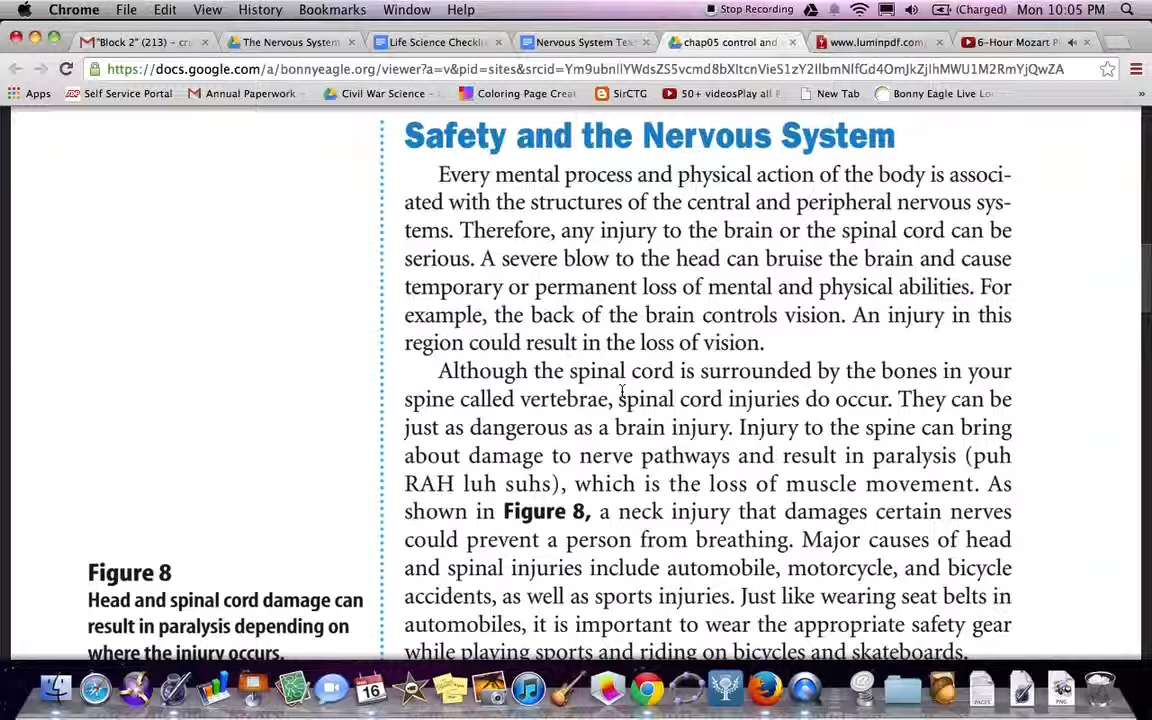 Chrome File Edit View History Bookmarks Window Help Stop Recording (Charged) Mon 10:05 PM
"Block 2" (213) – The Nervous System Life Science Checkli Nervous System Te chap05 control and www.luminpdf.com 6-Hour Mozart P
https://docs.google.com/a/bonnyeagle.org/viewer?a=v&pid=sites&srcid=
Apps Self Service Portal Annual Paperwork Civil War Science - Coloring Page Crea SirCTG 50+ videosPlay all New Tab Bonny Eagle Live Lo »
Safety and the Nervous System
Every mental process and physical action of the body is associ-
ated with the structures of the central and peripheral nervous sys-
tems. Therefore, any injury to the brain or the spinal cord can be
serious. A severe blow to the head can bruise the brain and cause
temporary or permanent loss of mental and physical abilities. For
example, the back of the brain controls vision. An injury in this
region could result in the loss of vision.
Although the spinal cord is surrounded by the bones in your
spine called vertebrae, spinal cord injuries do occur. They can be
just as dangerous as a brain injury. Injury to the spine can bring
about damage to nerve pathways and result in paralysis (puh
RAH luh suhs), which is the loss of muscle movement. As
shown in Figure 8, a neck injury that damages certain nerves
could prevent a person from breathing. Major causes of head
and spinal injuries include automobile, motorcycle, and bicycle
accidents, as well as sports injuries. Just like wearing seat belts in
automobiles, it is important to wear the appropriate safety gear
while playing sports and riding on bicycles and skateboards.
Figure 8
Head and spinal cord damage can
result in paralysis depending on
where the injury occurs.
16
PAGES
PNG